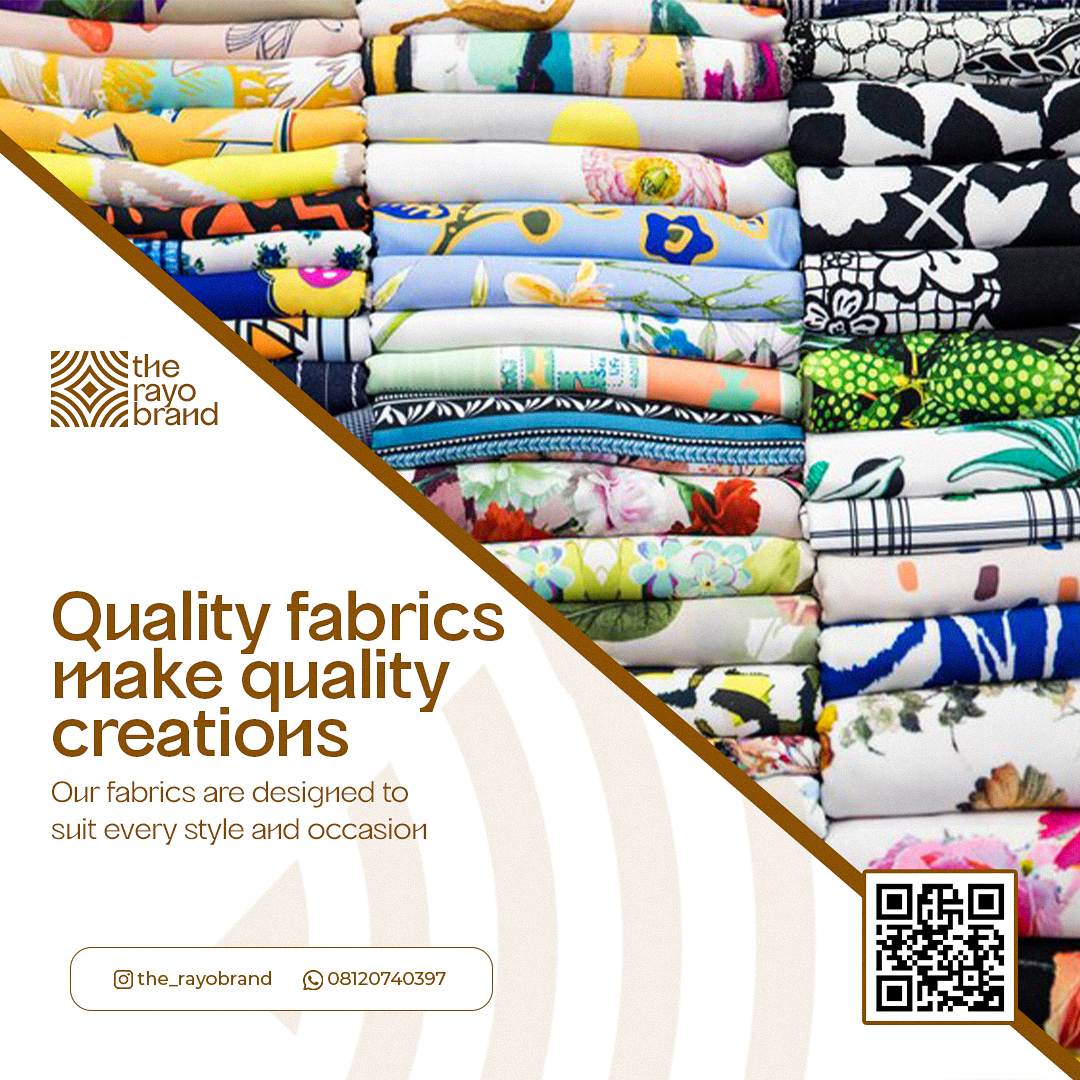 the
rayo
brand
Quality fabrics
make quality
creations
Our fabrics are designed to
suit every style and occasion
the_rayobrand 08120740397